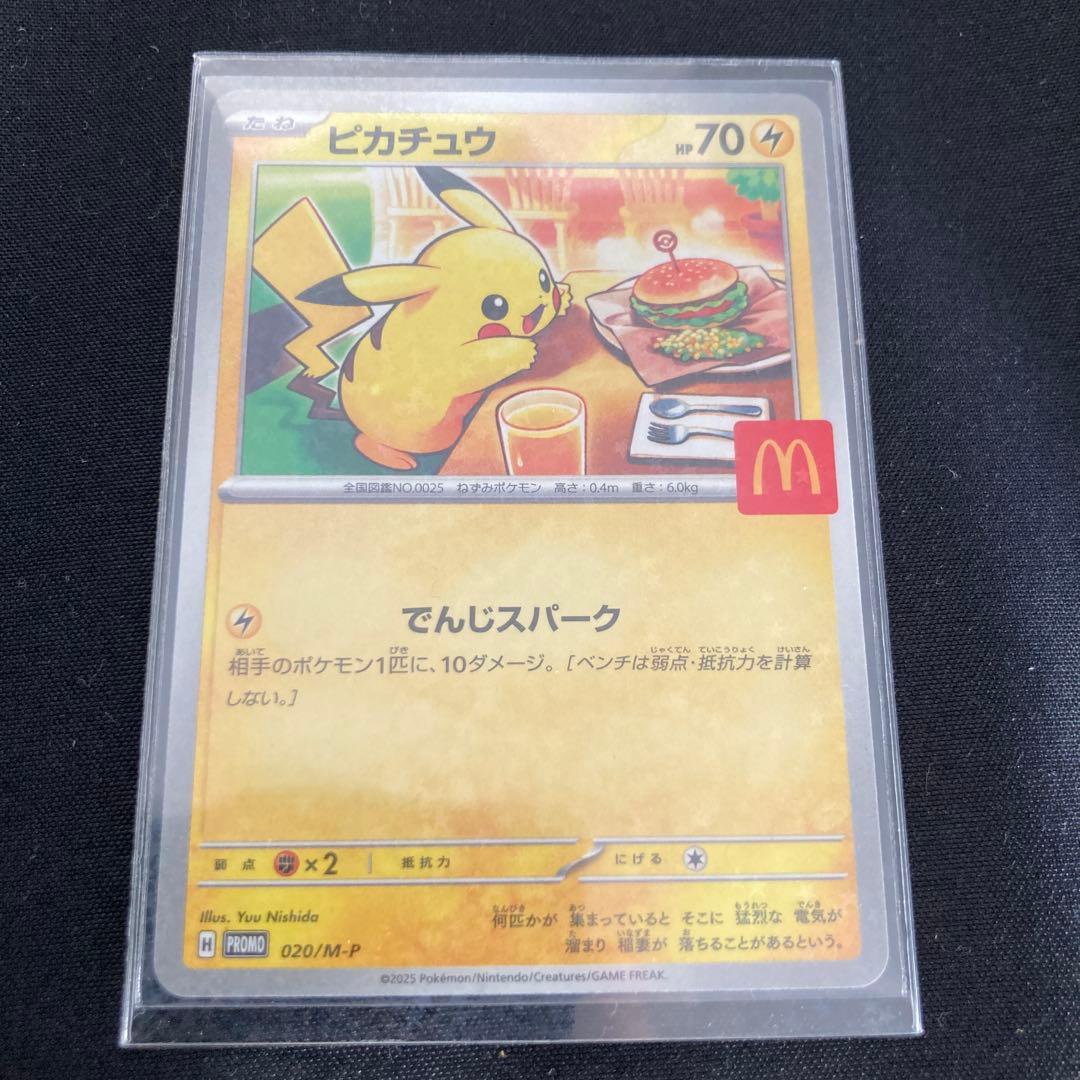 たね ピカチュウ HP70
全国図鑑NO.0025 ねずみポケモン 高さ:0.4m 重さ:6.0kg
でんじスパーク
相手のポケモン1匹に、10ダメージ。[ベンチは弱点・抵抗力を計算
しない。]
弱点 ×2 抵抗力 にげる
Illus. Yuu Nishida
何匹かが 集まっていると そこに 猛烈な 電気が
溜まり 稲妻が 落ちることがあるという。
H PROMO 020/M-P
©2025 Pokémon/Nintendo/Creatures/GAME FREAK.